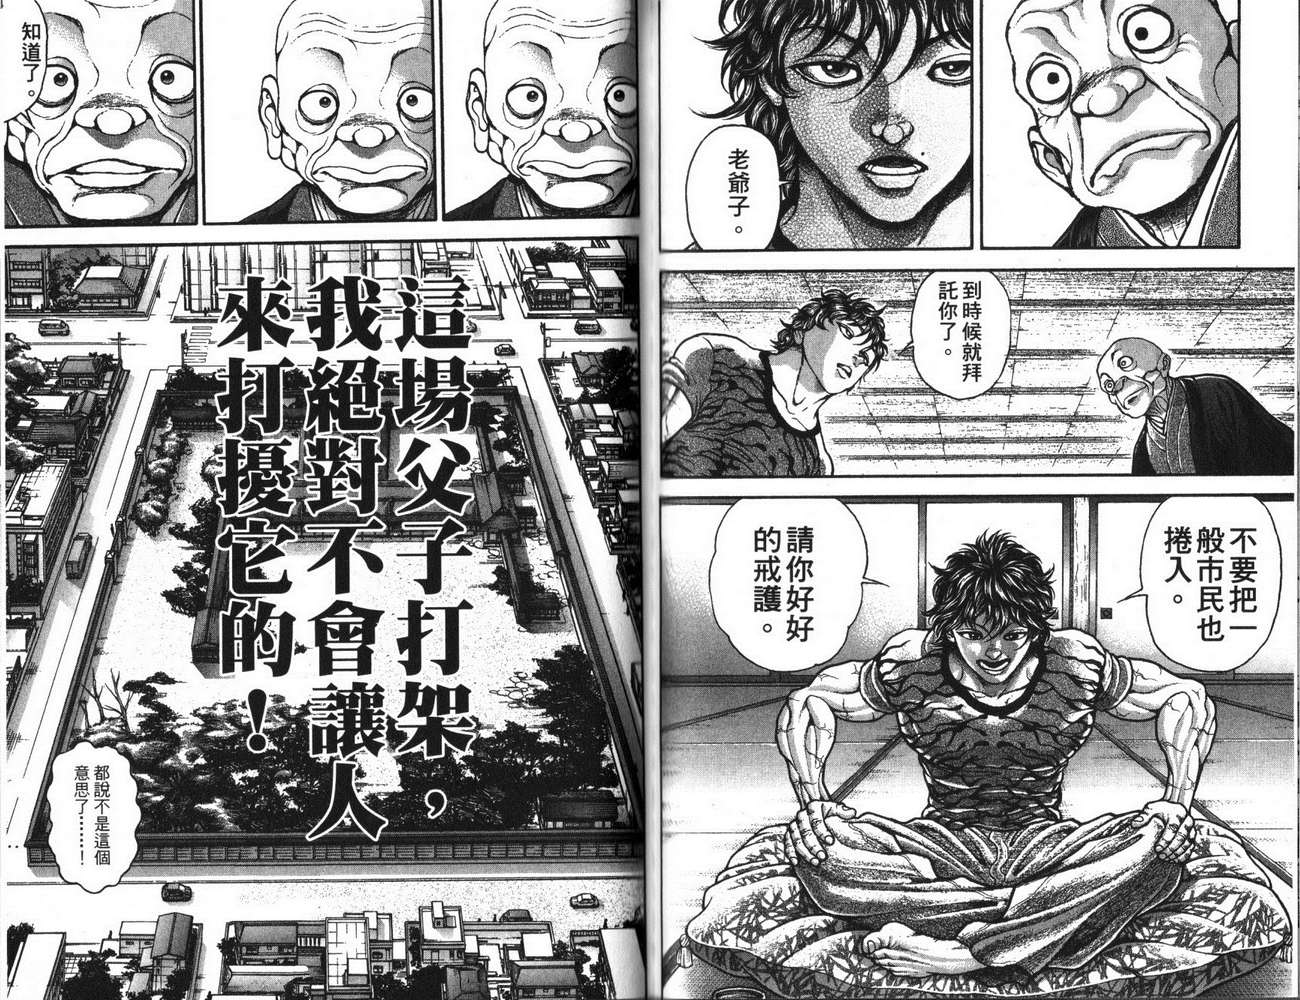 老爺子。
到時候就拜
託你了。
不要把一
般市民也
捲入。
請你好好
的戒護。
知道了。
這場父子打架，
我絕對不會讓人
來打擾它的！
都說不是這個
意思了………！